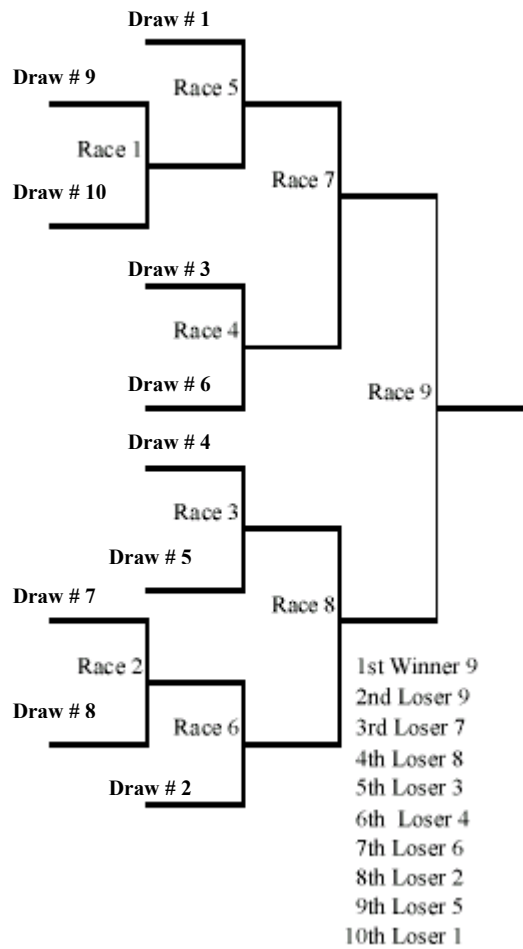 Draw # 1
Draw # 9
Race 5
Race 1
Draw # 10
Race 7
Draw # 3
Race 4
Draw # 6
Race 9
Draw # 4
Race 3
Draw # 5
Draw # 7
Race 8
Race 2
Draw # 8
Race 6
Draw # 2
1st Winner 9
2nd Loser 9
3rd Loser 7
4th Loser 8
5th Loser 3
6th Loser 4
7th Loser 6
8th Loser 2
9th Loser 5
10th Loser 1